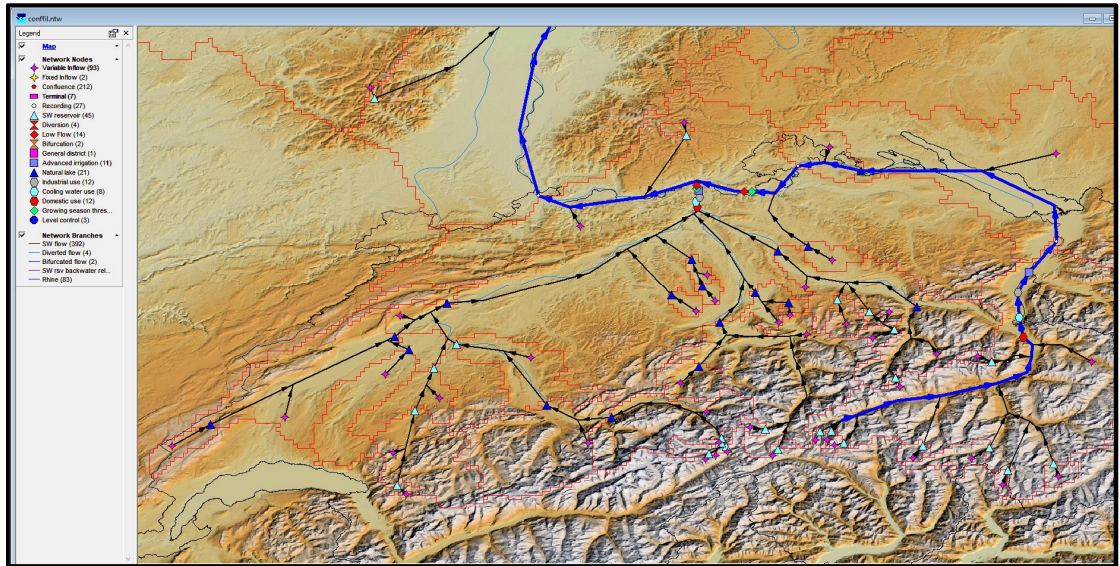 conffil.ntw
Legend
Map
Network Nodes
Variable Inflow (93)
Fixed Inflow (2)
Confluence (212)
Terminal (7)
Recording (27)
SW reservoir (45)
Diversion (4)
Low Flow (14)
Bifurcation (2)
General district (1)
Advanced irrigation (11)
Natural lake (21)
Industrial use (12)
Cooling water use (8)
Domestic use (12)
Growing season thres...
Level control (3)
Network Branches
SW flow (392)
Diverted flow (4)
Bifurcated flow (2)
SW rsv backwater rel...
Rhine (83)